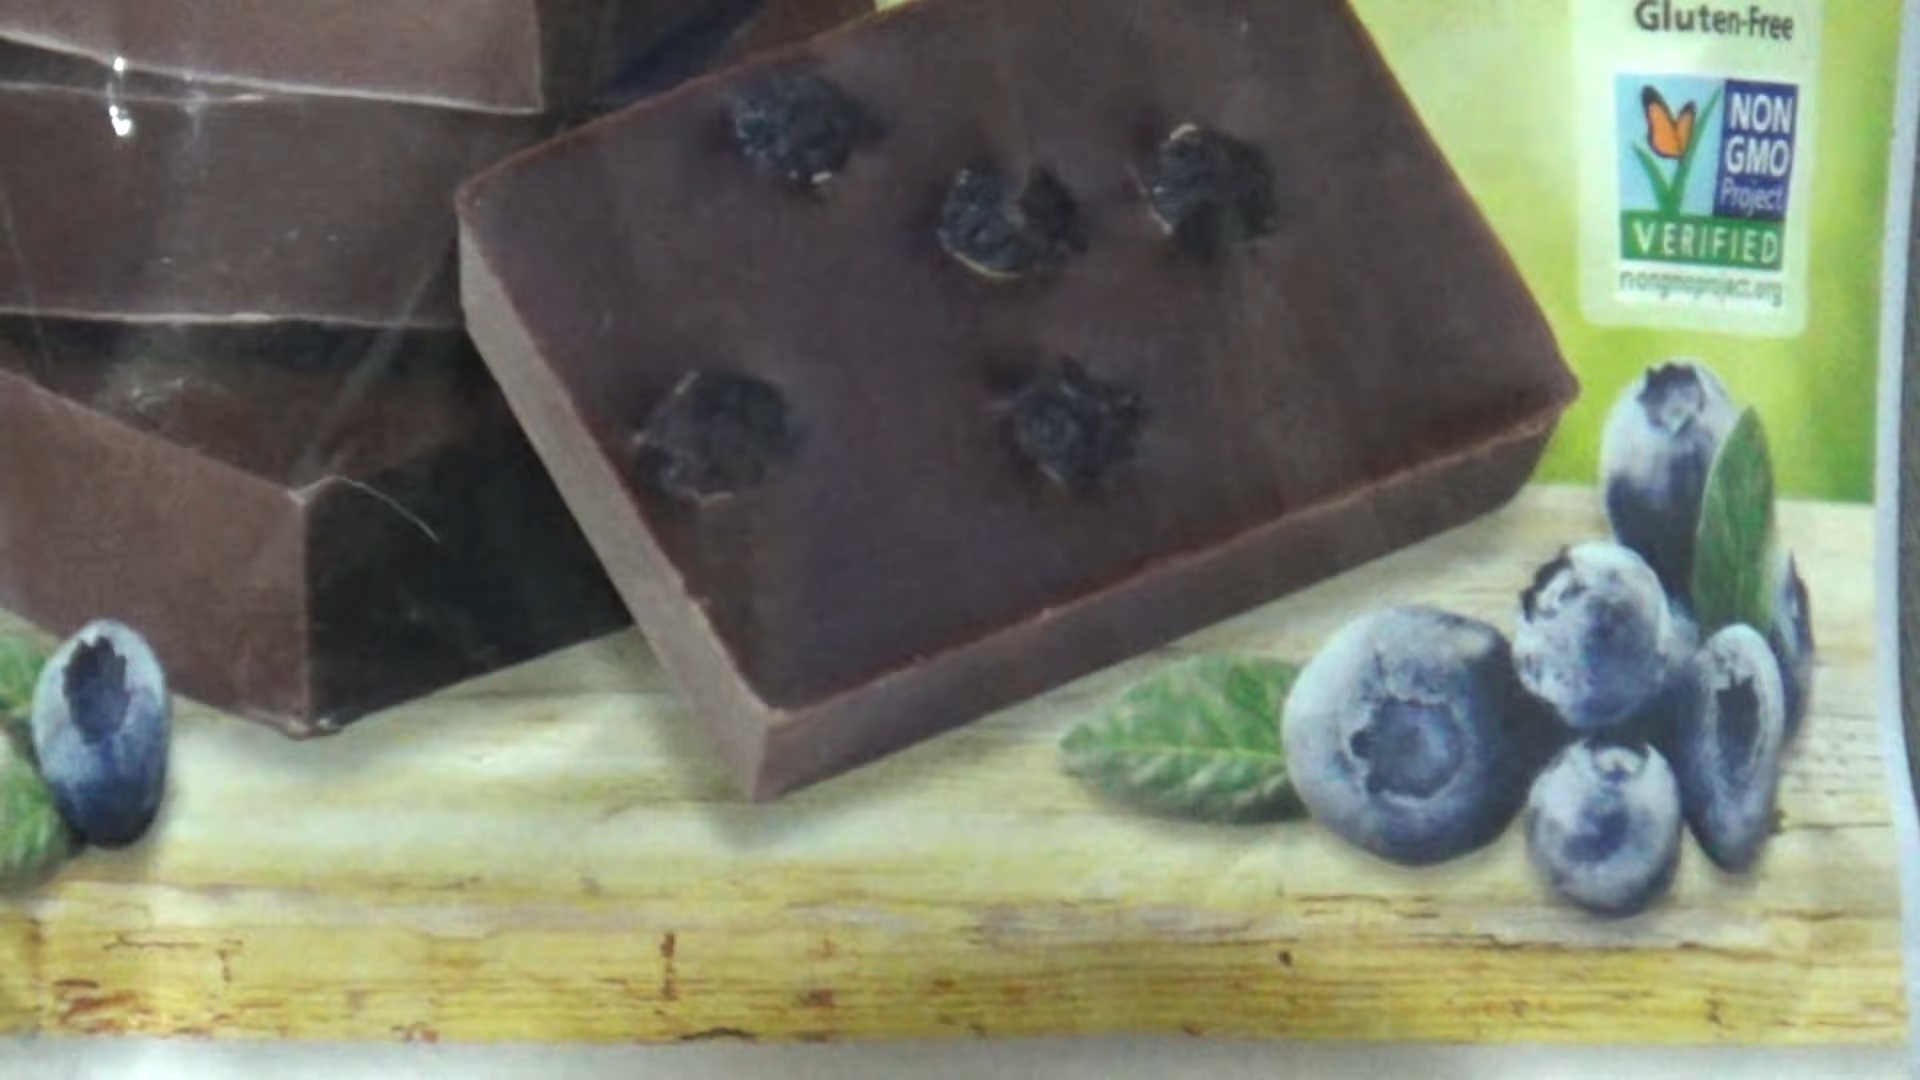 Gluten-Free
NON
GMO
Project
VERIFIED
nongmoproject.org